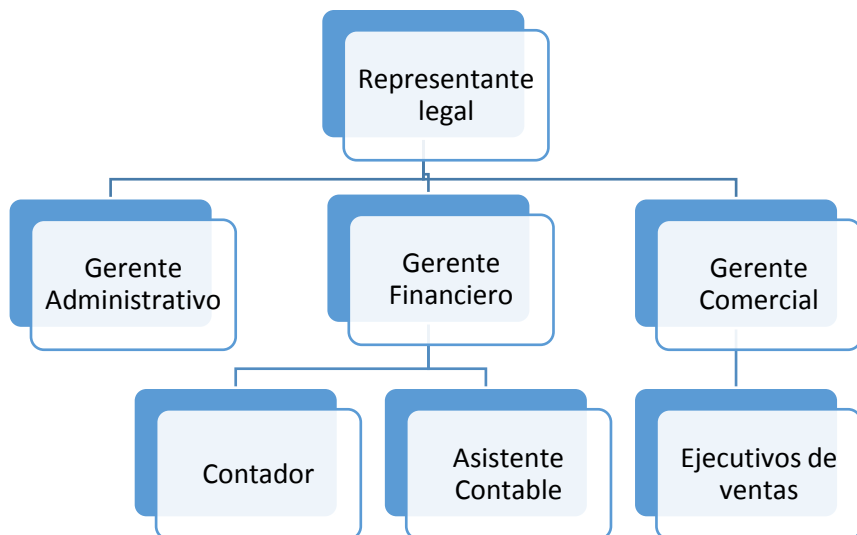 Representante
legal
Gerente
Administrativo
Gerente
Financiero
Gerente
Comercial
Contador
Asistente
Contable
Ejecutivos de
ventas